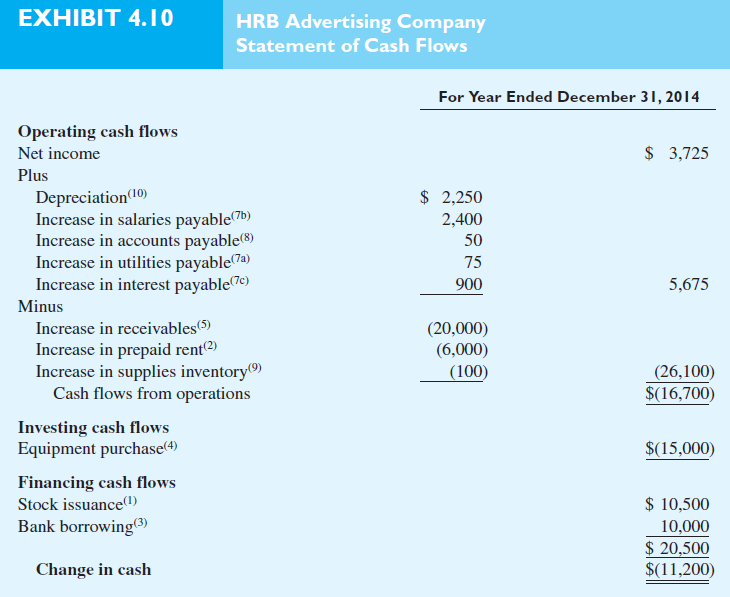 EXHIBIT 4.10
HRB Advertising Company
Statement of Cash Flows
For Year Ended December 31, 2014
Operating cash flows
Net income $ 3,725
Plus
Depreciation(10) $ 2,250
Increase in salaries payable(7b) 2,400
Increase in accounts payable(8) 50
Increase in utilities payable(7a) 75
Increase in interest payable(7c) 900 5,675
Minus
Increase in receivables(5) (20,000)
Increase in prepaid rent(2) (6,000)
Increase in supplies inventory(9) (100) (26,100)
Cash flows from operations $(16,700)
Investing cash flows
Equipment purchase(4) $(15,000)
Financing cash flows
Stock issuance(1) $ 10,500
Bank borrowing(3) 10,000
$ 20,500
Change in cash $(11,200)